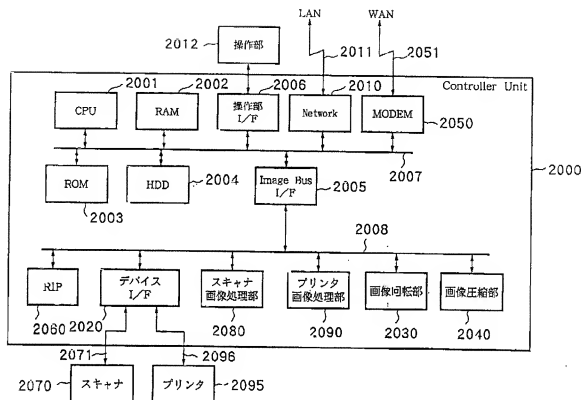 LAN
WAN
2012
操作部
2011
2051
2001
2002
2006
2010
Controller Unit
CPU
RAM
操作部
I/F
Network
MODEM
2050
2007
2000
ROM
HDD
2004
Image Bus
I/F
2005
2003
2008
RIP
デバイス
I/F
スキャナ
画像処理部
プリンタ
画像処理部
画像回転部
画像圧縮部
2060
2020
2080
2090
2030
2040
2071
2096
2070
スキャナ
プリンタ
2095